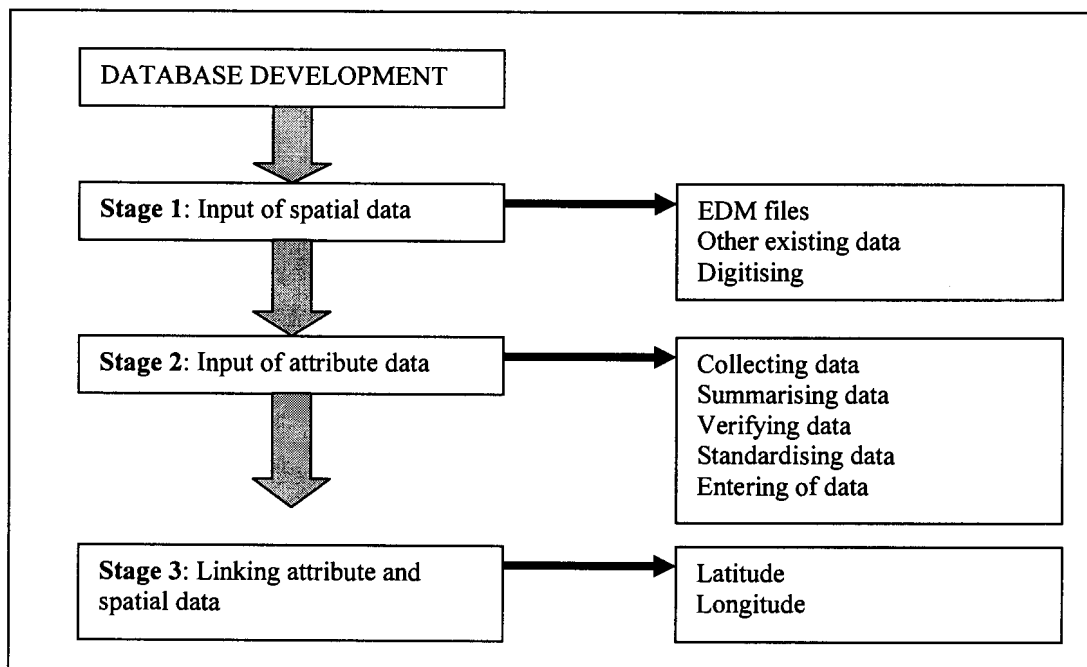 DATABASE DEVELOPMENT
Stage 1: Input of spatial data
EDM files
Other existing data
Digitising
Stage 2: Input of attribute data
Collecting data
Summarising data
Verifying data
Standardising data
Entering of data
Stage 3: Linking attribute and
spatial data
Latitude
Longitude